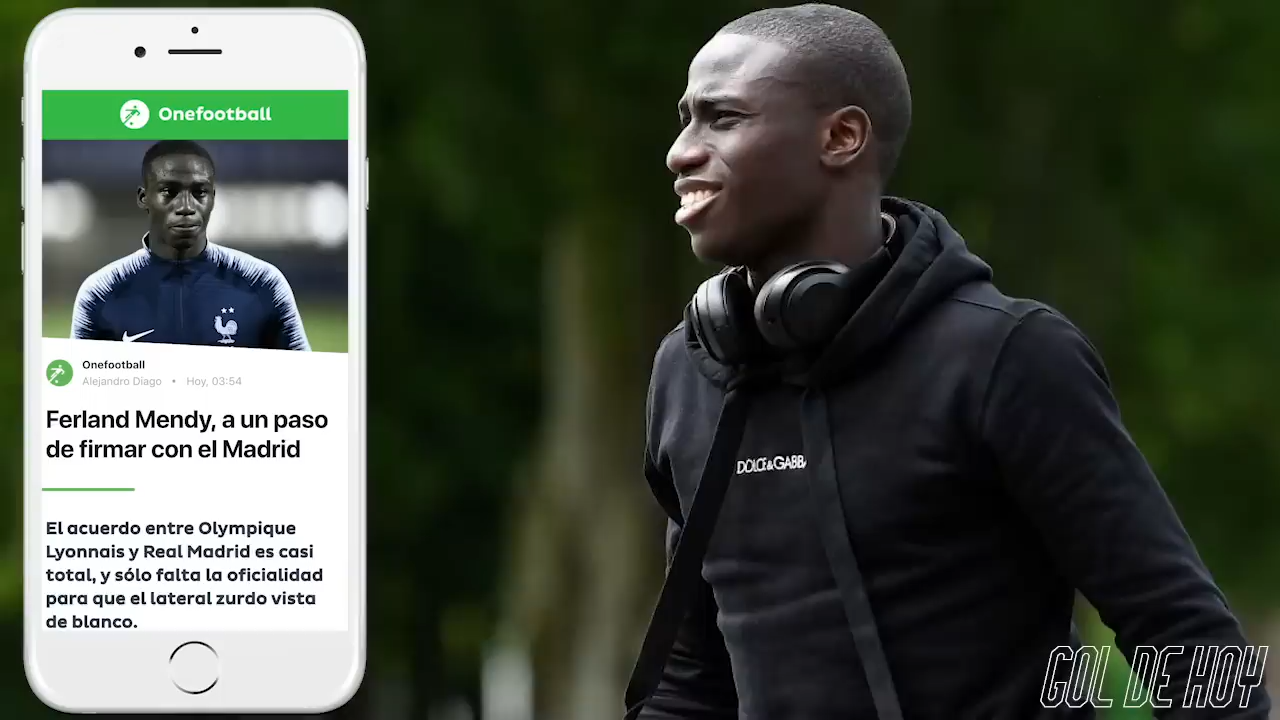 Onefootball
Onefootball
Alejandro Diago • Hoy, 03:54
Ferland Mendy, a un paso
de firmar con el Madrid
El acuerdo entre Olympique
Lyonnais y Real Madrid es casi
total, y sólo falta la oficialidad
para que el lateral zurdo vista
de blanco.
DOLCE&GABBA
GOL DE HOY